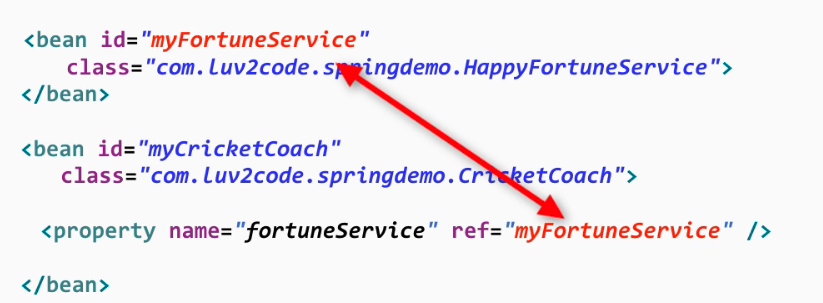 <bean id="myFortuneService"
class="com.luv2code.springdemo.HappyFortuneService">
</bean>
<bean id="myCricketCoach"
class="com.luv2code.springdemo.CricketCoach">
<property name="fortuneService" ref="myFortuneService" />
</bean>